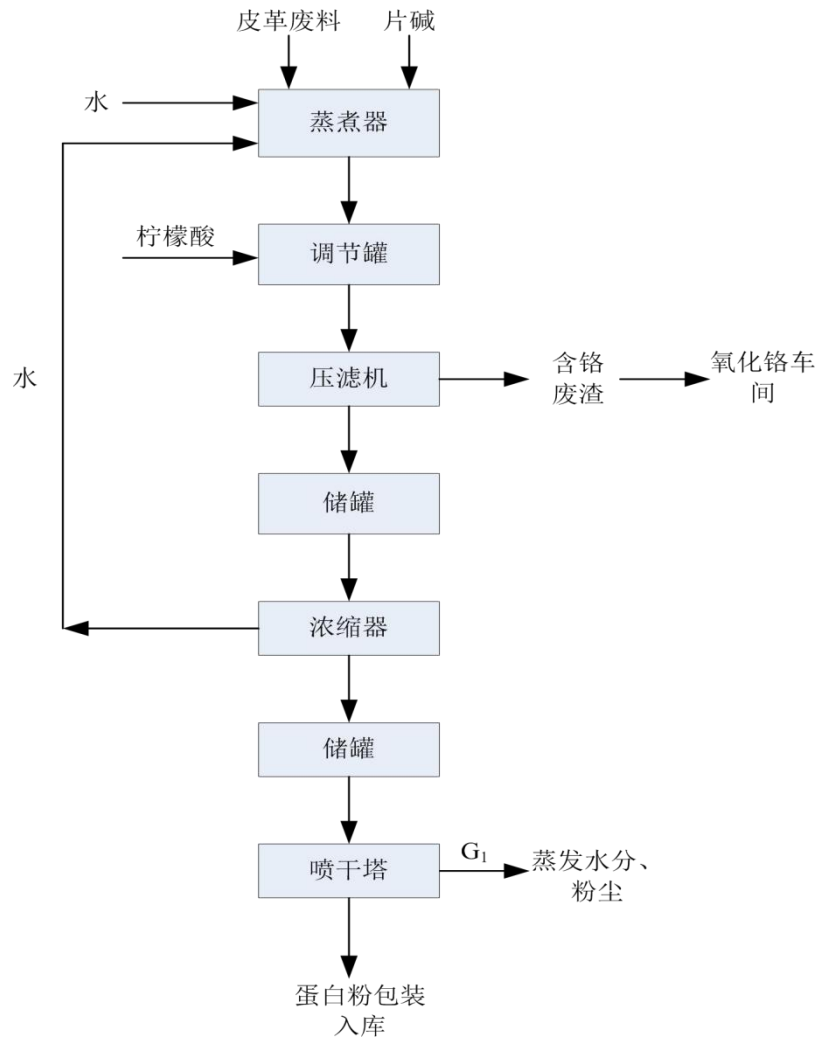 皮革废料
片碱
水
蒸煮器
柠檬酸
调节罐
水
压滤机
含铬
废渣
氧化铬车
间
储罐
浓缩器
储罐
喷干塔
G₁
蒸发水分、
粉尘
蛋白粉包装
入库